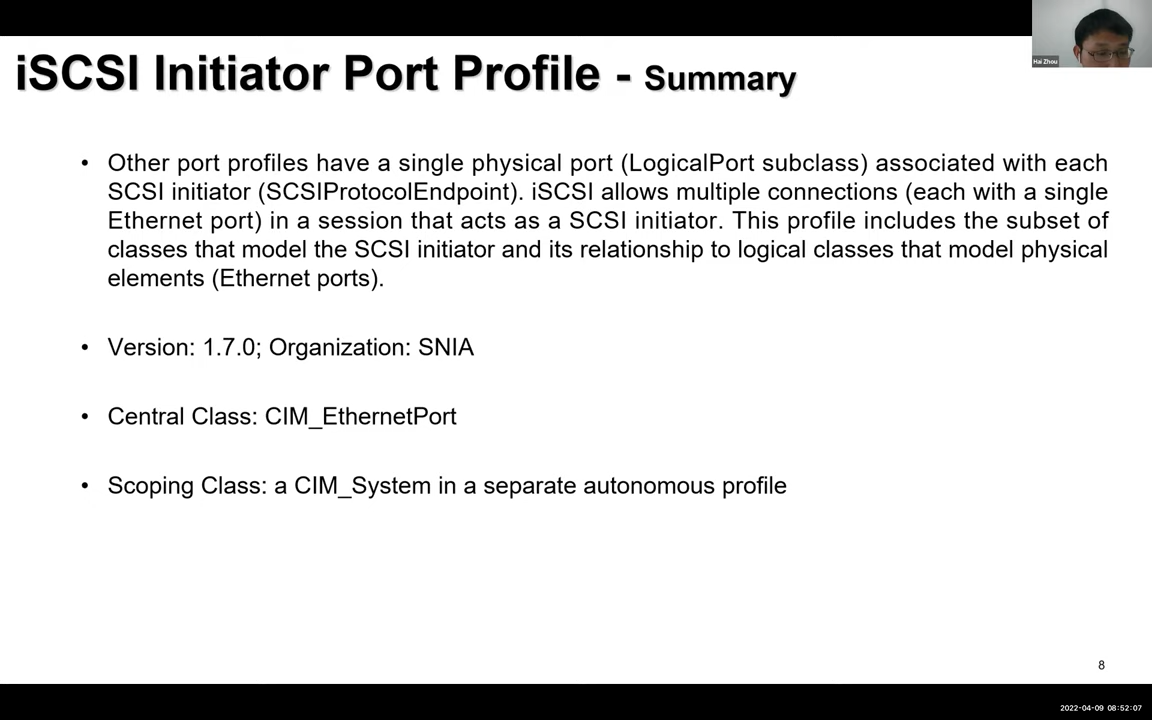 iSCSI Initiator Port Profile - Summary
Hai Zhou
• Other port profiles have a single physical port (LogicalPort subclass) associated with each
SCSI initiator (SCSIProtocolEndpoint). iSCSI allows multiple connections (each with a single
Ethernet port) in a session that acts as a SCSI initiator. This profile includes the subset of
classes that model the SCSI initiator and its relationship to logical classes that model physical
elements (Ethernet ports).
• Version: 1.7.0; Organization: SNIA
• Central Class: CIM_EthernetPort
• Scoping Class: a CIM_System in a separate autonomous profile
8
2022-04-09 08:52:07